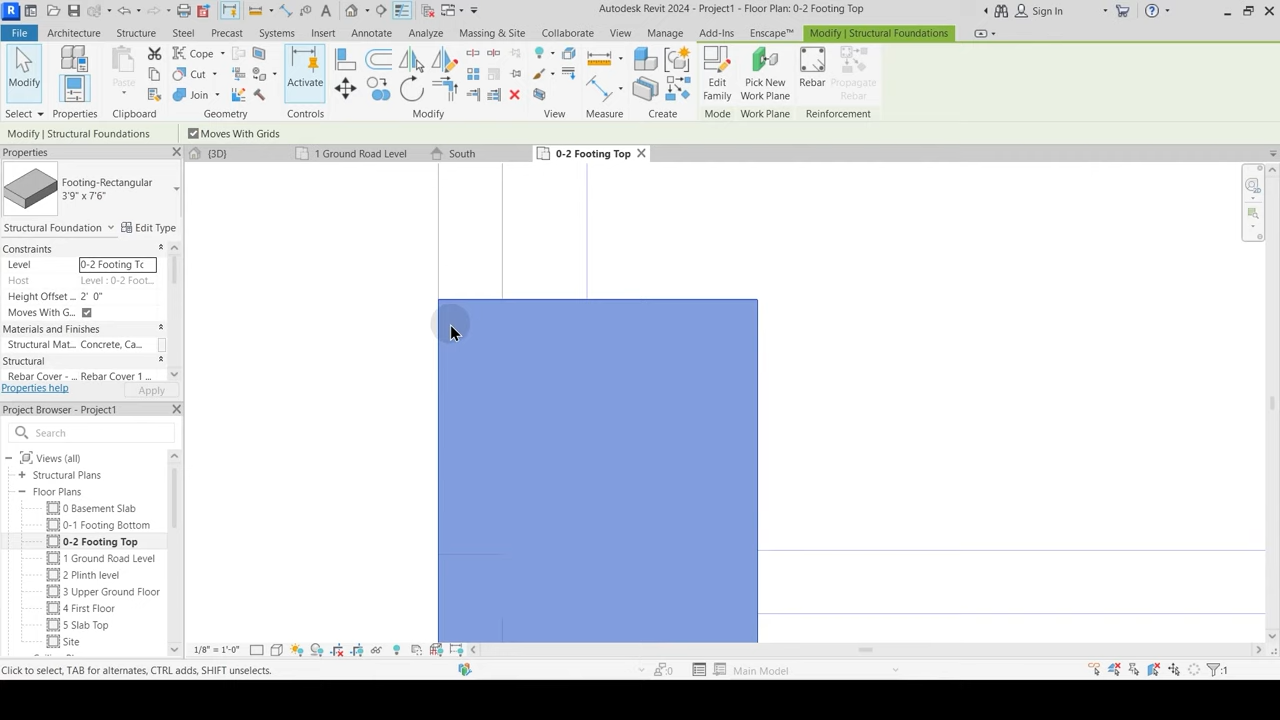 Autodesk Revit 2024 - Project1 - Floor Plan: 0-2 Footing Top
Sign In
File Architecture Structure Steel Precast Systems Insert Annotate Analyze Massing & Site Collaborate View Manage Add-Ins Enscape™ Modify | Structural Foundations
Modify
Paste
Cope
Cut
Join
Activate
Edit Family
Pick New Work Plane
Rebar
Propagate Rebar
Select Properties Clipboard Geometry Controls Modify View Measure Create Mode Work Plane Reinforcement
Modify | Structural Foundations Moves With Grids
Properties
{3D} 1 Ground Road Level South 0-2 Footing Top
Footing-Rectangular
3'9" x 7'6"
Structural Foundation Edit Type
Constraints
Level 0-2 Footing Tc
Host Level : 0-2 Foot...
Height Offset ... 2' 0"
Moves With G...
Materials and Finishes
Structural Mat... Concrete, Ca...
Structural
Rebar Cover - ... Rebar Cover 1 ...
Properties help Apply
Project Browser - Project1
Search
Views (all)
Structural Plans
Floor Plans
0 Basement Slab
0-1 Footing Bottom
0-2 Footing Top
1 Ground Road Level
2 Plinth level
3 Upper Ground Floor
4 First Floor
5 Slab Top
Site
1/8" = 1'-0"
Click to select, TAB for alternates, CTRL adds, SHIFT unselects.
:0
Main Model
:1